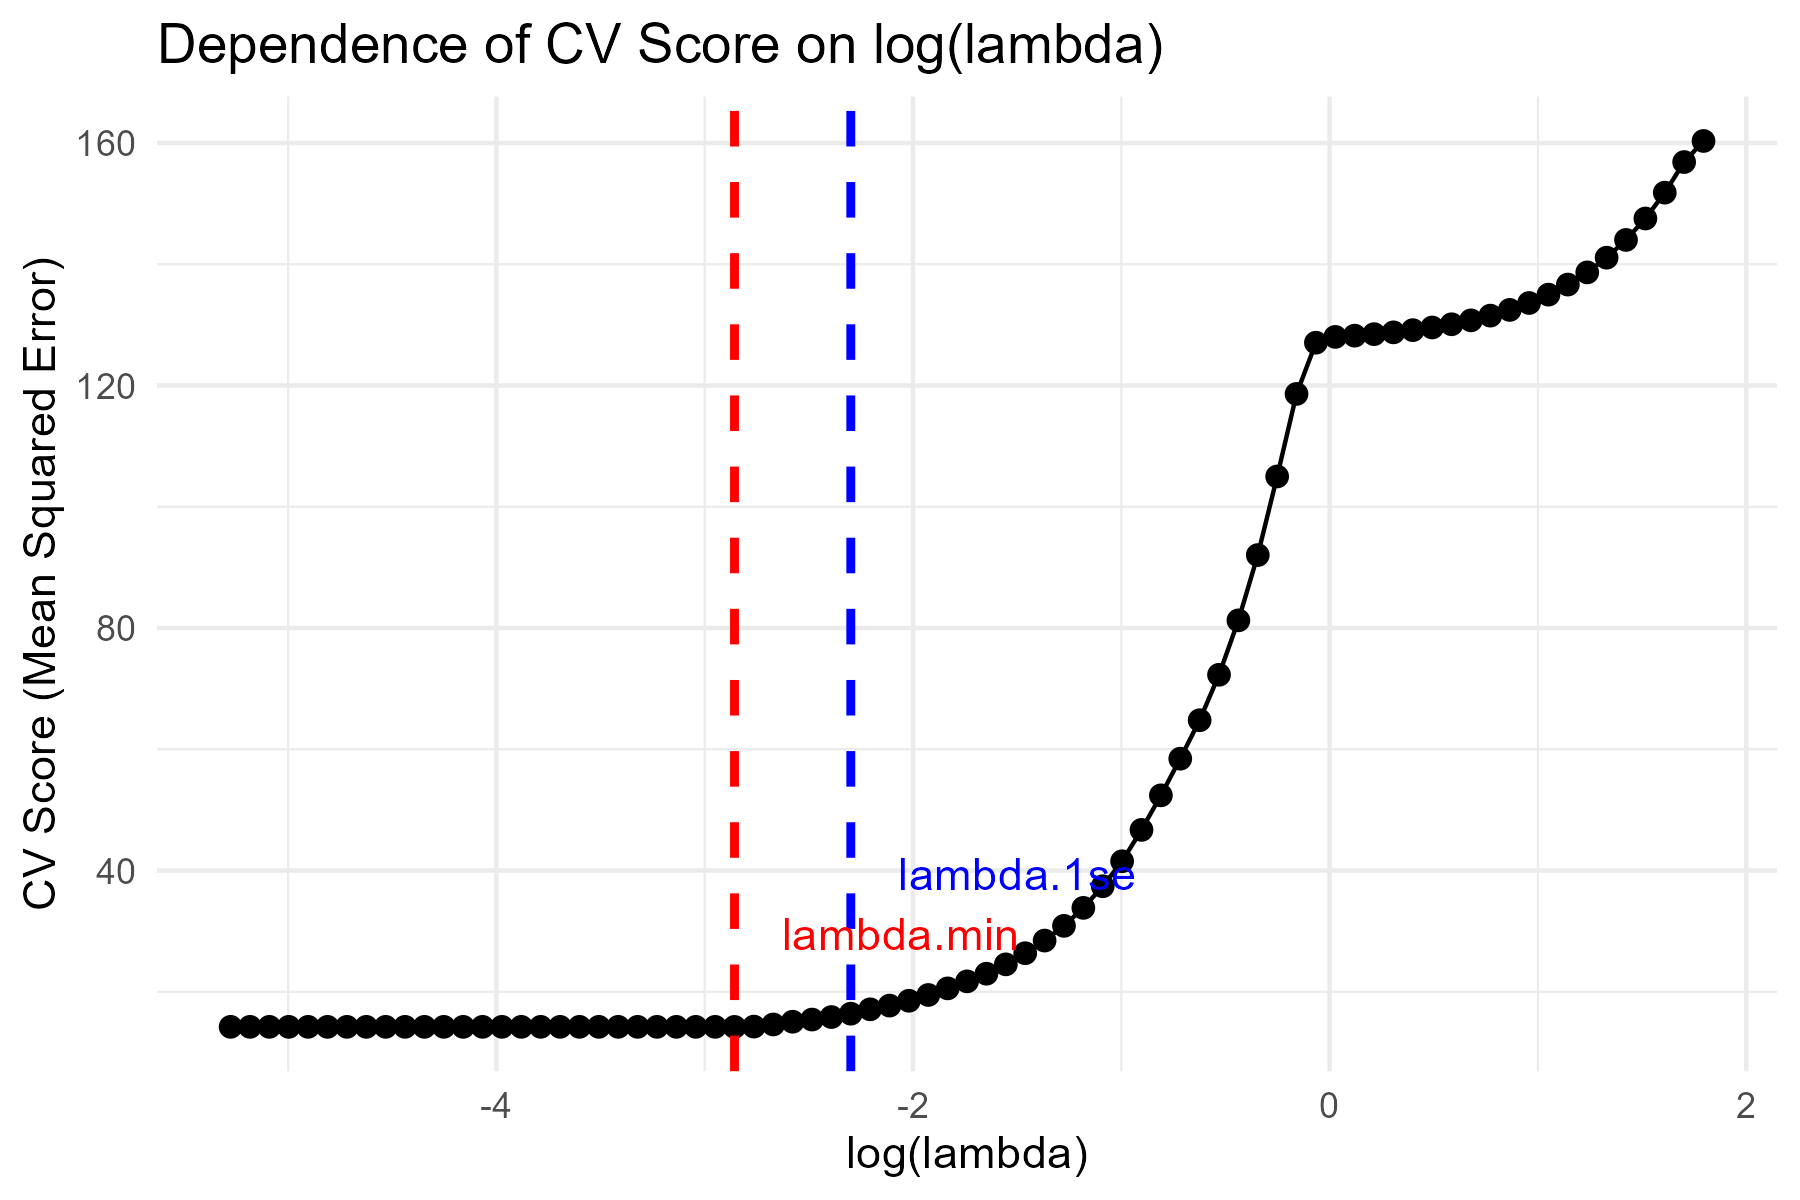 Dependence of CV Score on log(lambda)
CV Score (Mean Squared Error)
160
120
80
40
lambda.1se
lambda.min
-4
-2
0
2
log(lambda)